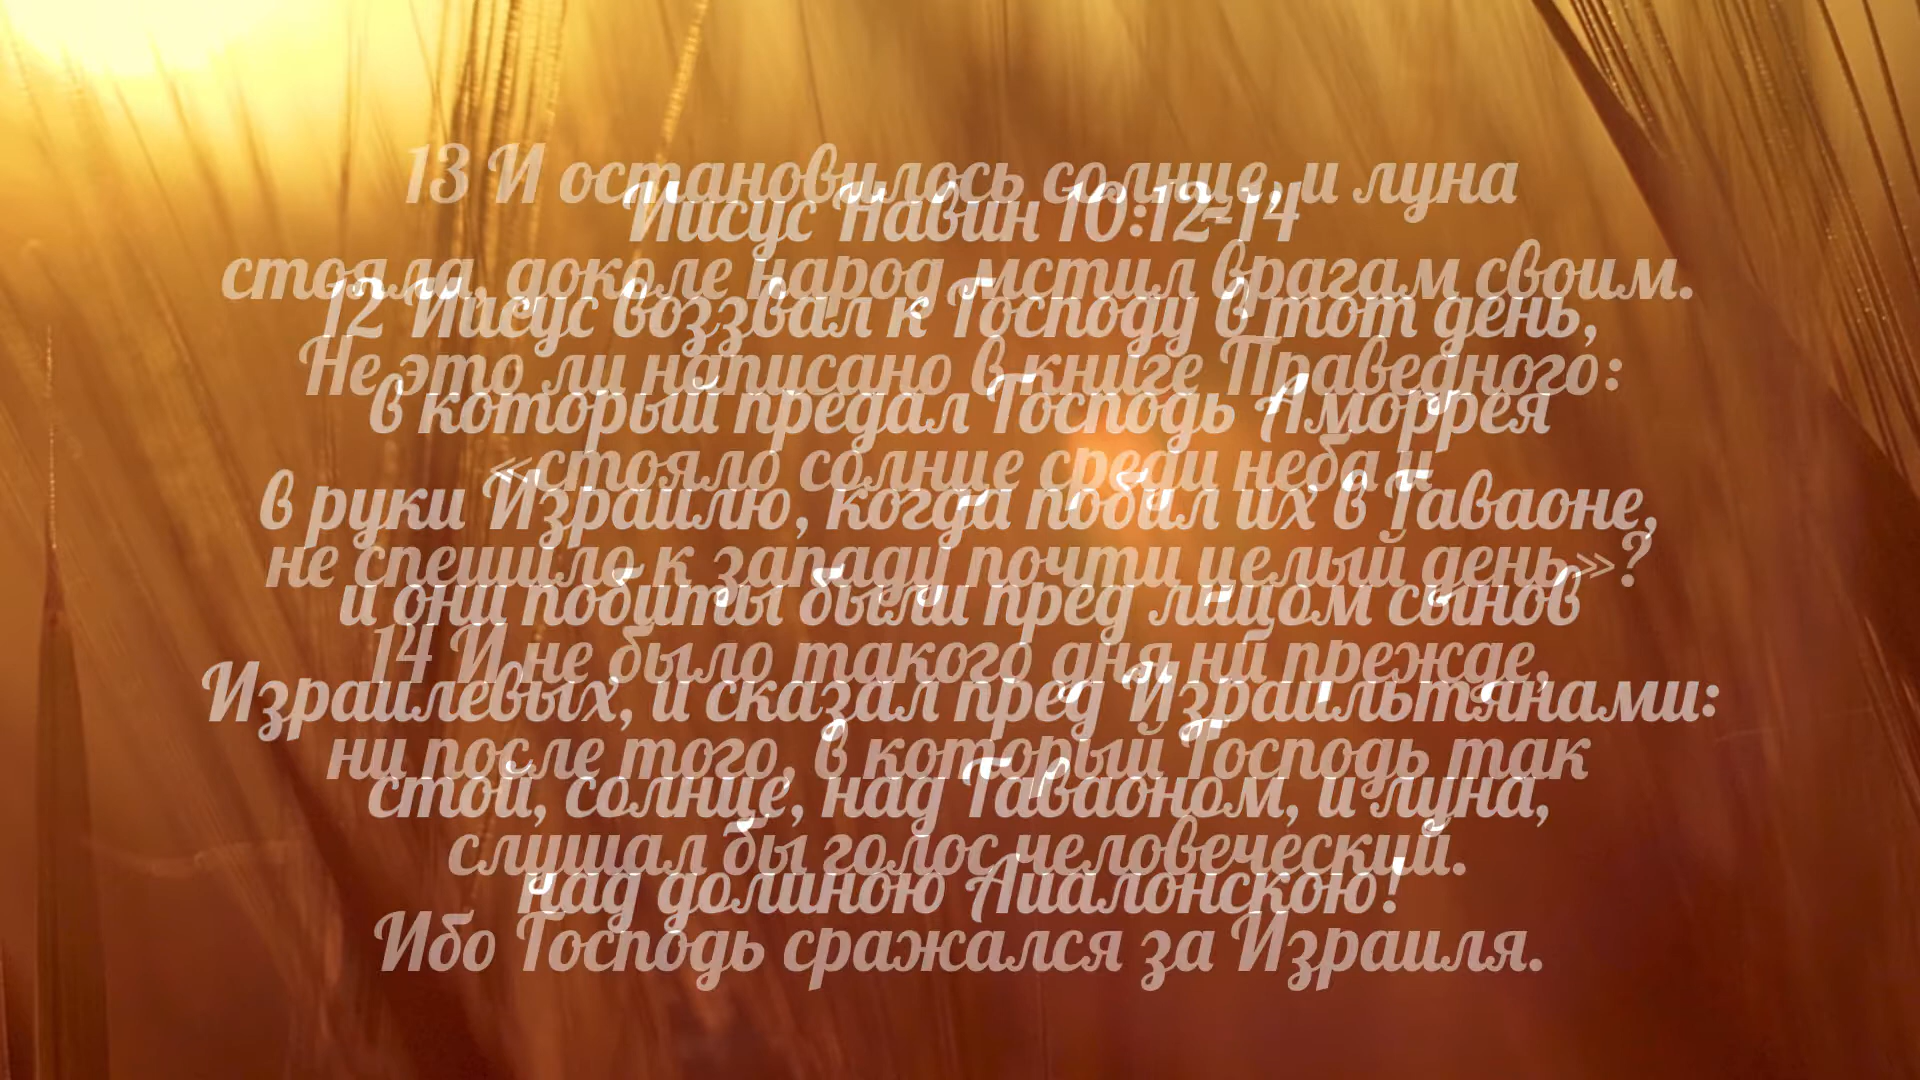 Иисус Навин 10:12-14
12 Иисус воззвал к Господу в тот день,
в который предал Господь Аморрея
в руки Израилю, когда побил их в Гаваоне,
и они побиты были пред лицом сынов
Израилевых, и сказал пред Израильтянами:
стой, солнце, над Гаваоном, и луна,
над долиною Аиалонскою!
13 И остановилось солнце, и луна
стояла, доколе народ мстил врагам своим.
Не это ли написано в книге Праведного:
«стояло солнце среди неба и
не спешило к западу почти целый день»?
14 И не было такого дня ни прежде,
ни после того, в который Господь так
слушал бы голос человеческий.
Ибо Господь сражался за Израиля.